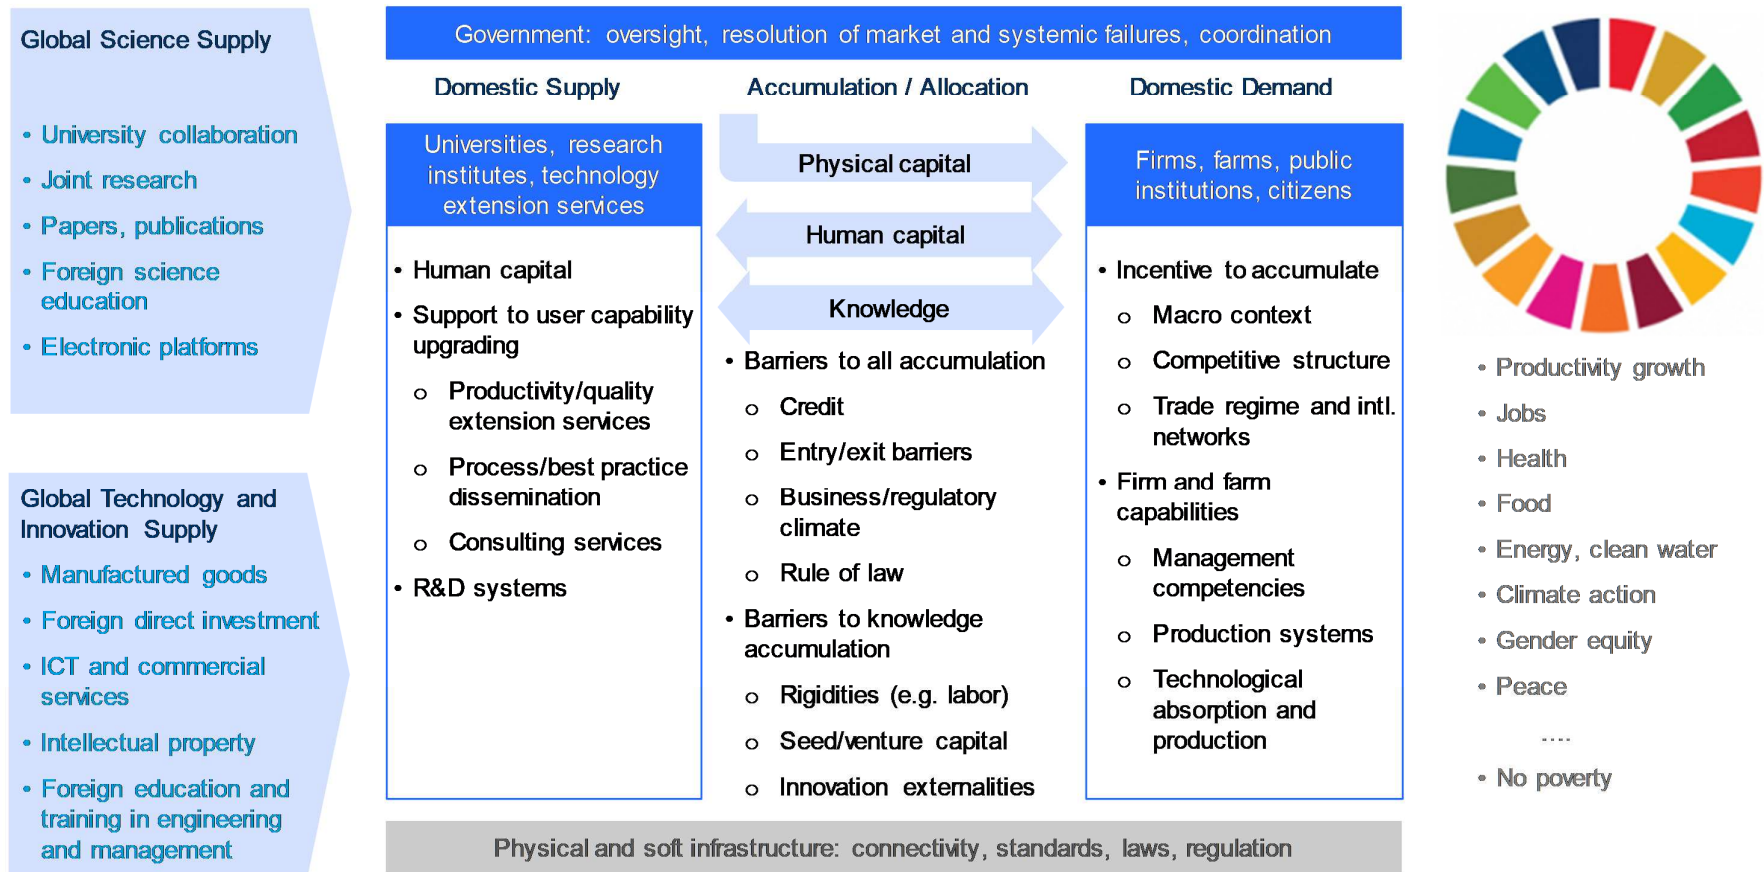 Global Science Supply
• University collaboration
• Joint research
• Papers, publications
• Foreign science
education
• Electronic platforms
Global Technology and
Innovation Supply
• Manufactured goods
• Foreign direct investment
• ICT and commercial
services
• Intellectual property
• Foreign education and
training in engineering
and management
Government: oversight, resolution of market and systemic failures, coordination
Domestic Supply
Universities, research
institutes, technology
extension services
• Human capital
• Support to user capability
upgrading
o Productivity/quality
extension services
o Process/best practice
dissemination
o Consulting services
• R&D systems
Accumulation / Allocation
Physical capital
Human capital
Knowledge
• Barriers to all accumulation
o Credit
o Entry/exit barriers
o Business/regulatory
climate
o Rule of law
• Barriers to knowledge
accumulation
o Rigidities (e.g. labor)
o Seed/venture capital
o Innovation externalities
Domestic Demand
Firms, farms, public
institutions, citizens
• Incentive to accumulate
o Macro context
o Competitive structure
o Trade regime and intl.
networks
• Firm and farm
capabilities
o Management
competencies
o Production systems
o Technological
absorption and
production
Physical and soft infrastructure: connectivity, standards, laws, regulation
• Productivity growth
• Jobs
• Health
• Food
• Energy, clean water
• Climate action
• Gender equity
• Peace
....
• No poverty